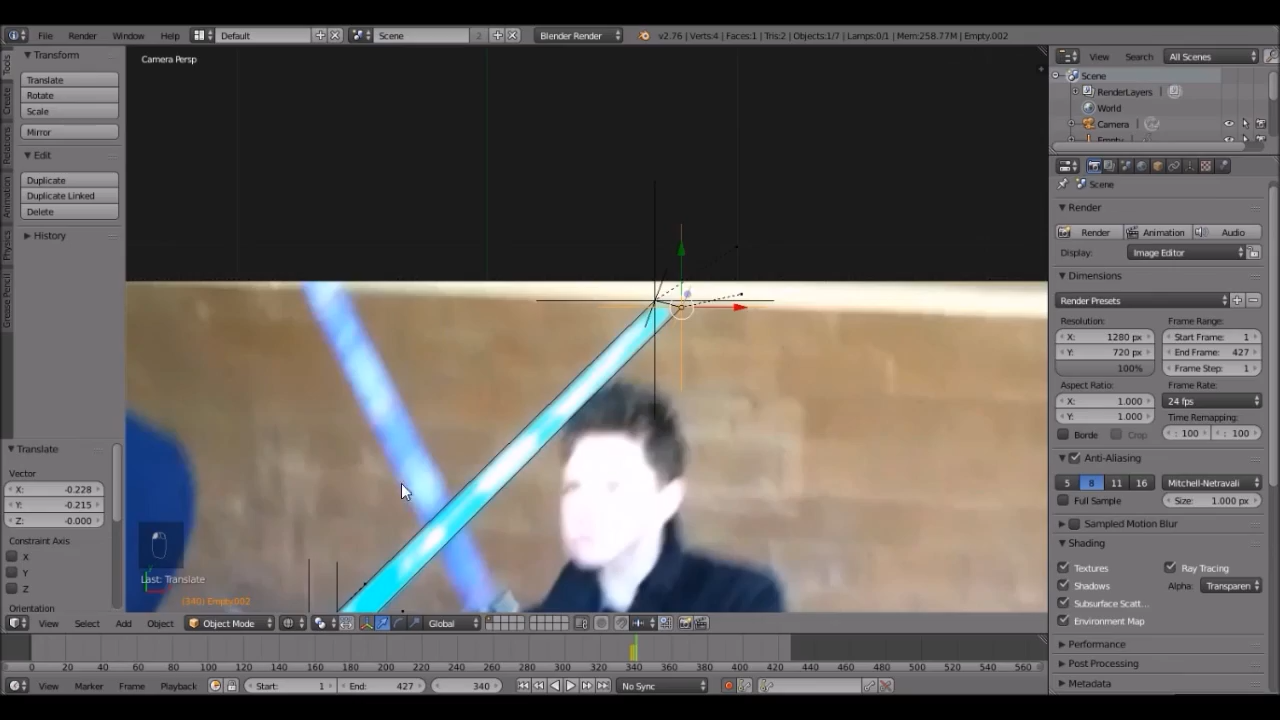 File Render Window Help Default Scene 2 Blender Render v2.76 | Verts:4 | Faces:1 | Tris:2 | Objects:1/7 | Lamps:0/1 | Mem:258.77M | Empty.002
Transform
Translate
Rotate
Scale
Mirror
Edit
Duplicate
Duplicate Linked
Delete
History
Tools
Create
Relations
Animation
Physics
Grease Pencil
Translate
Vector
X: -0.228
Y: -0.215
Z: -0.000
Constraint Axis
X
Y
Z
Orientation
Camera Persp
Last: Translate
(340) Empty.002
View Select Add Object Object Mode Global
0 20 40 60 80 100 120 140 160 180 200 220 240 260 280 300 320 340 360 380 400 420 440 460 480 500 520 540 560
View Marker Frame Playback Start: 1 End: 427 340 No Sync
View Search All Scenes
Scene
RenderLayers
World
Camera
Empty
Scene
Render
Render Animation Audio
Display: Image Editor
Dimensions
Render Presets
Resolution: Frame Range:
X: 1280 px Start Frame: 1
Y: 720 px End Frame: 427
100% Frame Step: 1
Aspect Ratio: Frame Rate:
X: 1.000 24 fps
Y: 1.000 Time Remapping:
Borde Crop : 100 : 100
Anti-Aliasing
5 8 11 16 Mitchell-Netravali
Full Sample Size: 1.000 px
Sampled Motion Blur
Shading
Textures Ray Tracing
Shadows Alpha: Transparen
Subsurface Scatt...
Environment Map
Performance
Post Processing
Metadata